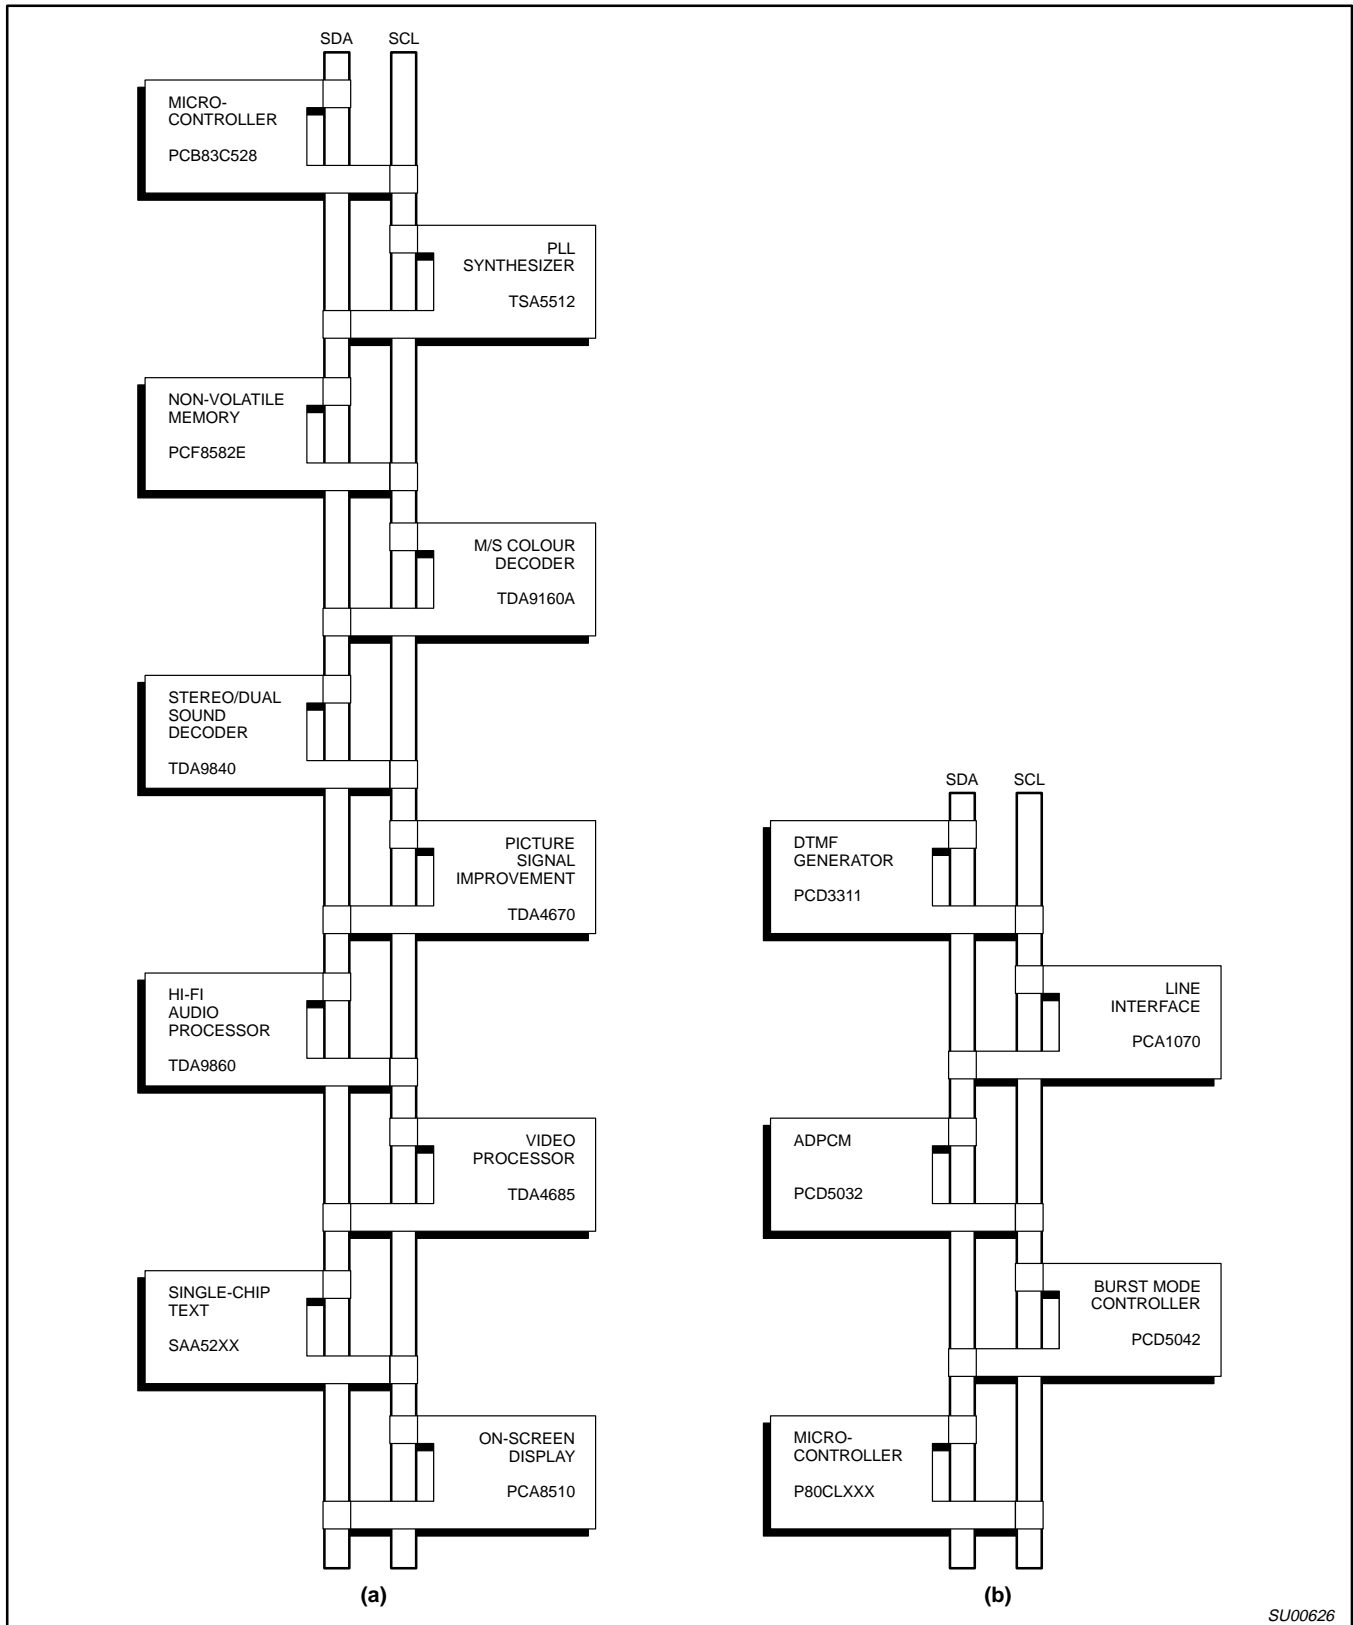 SDA SCL
MICRO-
CONTROLLER
PCB83C528
PLL
SYNTHESIZER
TSA5512
NON-VOLATILE
MEMORY
PCF8582E
M/S COLOUR
DECODER
TDA9160A
STEREO/DUAL
SOUND
DECODER
TDA9840
PICTURE
SIGNAL
IMPROVEMENT
TDA4670
HI-FI
AUDIO
PROCESSOR
TDA9860
VIDEO
PROCESSOR
TDA4685
SINGLE-CHIP
TEXT
SAA52XX
ON-SCREEN
DISPLAY
PCA8510
(a)
SDA SCL
DTMF
GENERATOR
PCD3311
LINE
INTERFACE
PCA1070
ADPCM
PCD5032
BURST MODE
CONTROLLER
PCD5042
MICRO-
CONTROLLER
P80CLXXX
(b)
SU00626